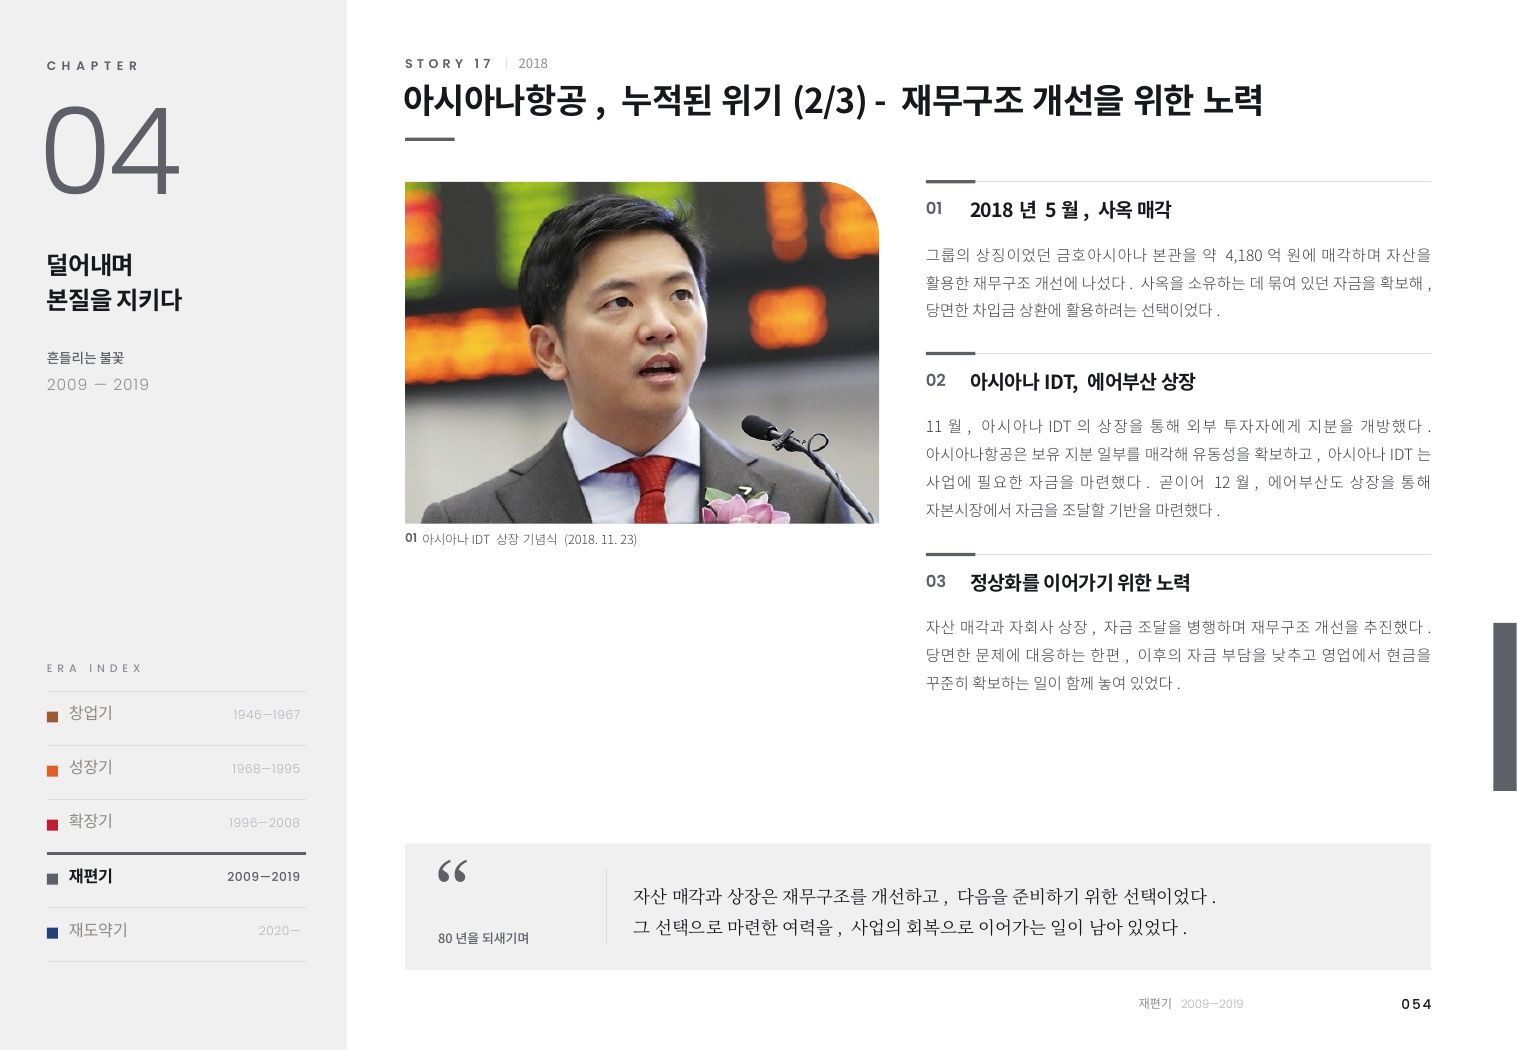 CHAPTER
04
덜어내며
본질을 지키다
흔들리는 불꽃
2009 — 2019
ERA INDEX
창업기 1946—1967
성장기 1968—1995
확장기 1996—2008
재편기 2009—2019
재도약기 2020—
STORY 17 | 2018
아시아나항공 , 누적된 위기 (2/3) - 재무구조 개선을 위한 노력
01 아시아나 IDT 상장 기념식 (2018. 11. 23)
01 2018 년 5 월 , 사옥 매각
그룹의 상징이었던 금호아시아나 본관을 약 4,180 억 원에 매각하며 자산을
활용한 재무구조 개선에 나섰다 . 사옥을 소유하는 데 묶여 있던 자금을 확보해 ,
당면한 차입금 상환에 활용하려는 선택이었다 .
02 아시아나 IDT, 에어부산 상장
11 월 , 아시아나 IDT 의 상장을 통해 외부 투자자에게 지분을 개방했다 .
아시아나항공은 보유 지분 일부를 매각해 유동성을 확보하고 , 아시아나 IDT 는
사업에 필요한 자금을 마련했다 . 곧이어 12 월 , 에어부산도 상장을 통해
자본시장에서 자금을 조달할 기반을 마련했다 .
03 정상화를 이어가기 위한 노력
자산 매각과 자회사 상장 , 자금 조달을 병행하며 재무구조 개선을 추진했다 .
당면한 문제에 대응하는 한편 , 이후의 자금 부담을 낮추고 영업에서 현금을
꾸준히 확보하는 일이 함께 놓여 있었다 .
“
80 년을 되새기며
자산 매각과 상장은 재무구조를 개선하고 , 다음을 준비하기 위한 선택이었다 .
그 선택으로 마련한 여력을 , 사업의 회복으로 이어가는 일이 남아 있었다 .
재편기 2009—2019
054